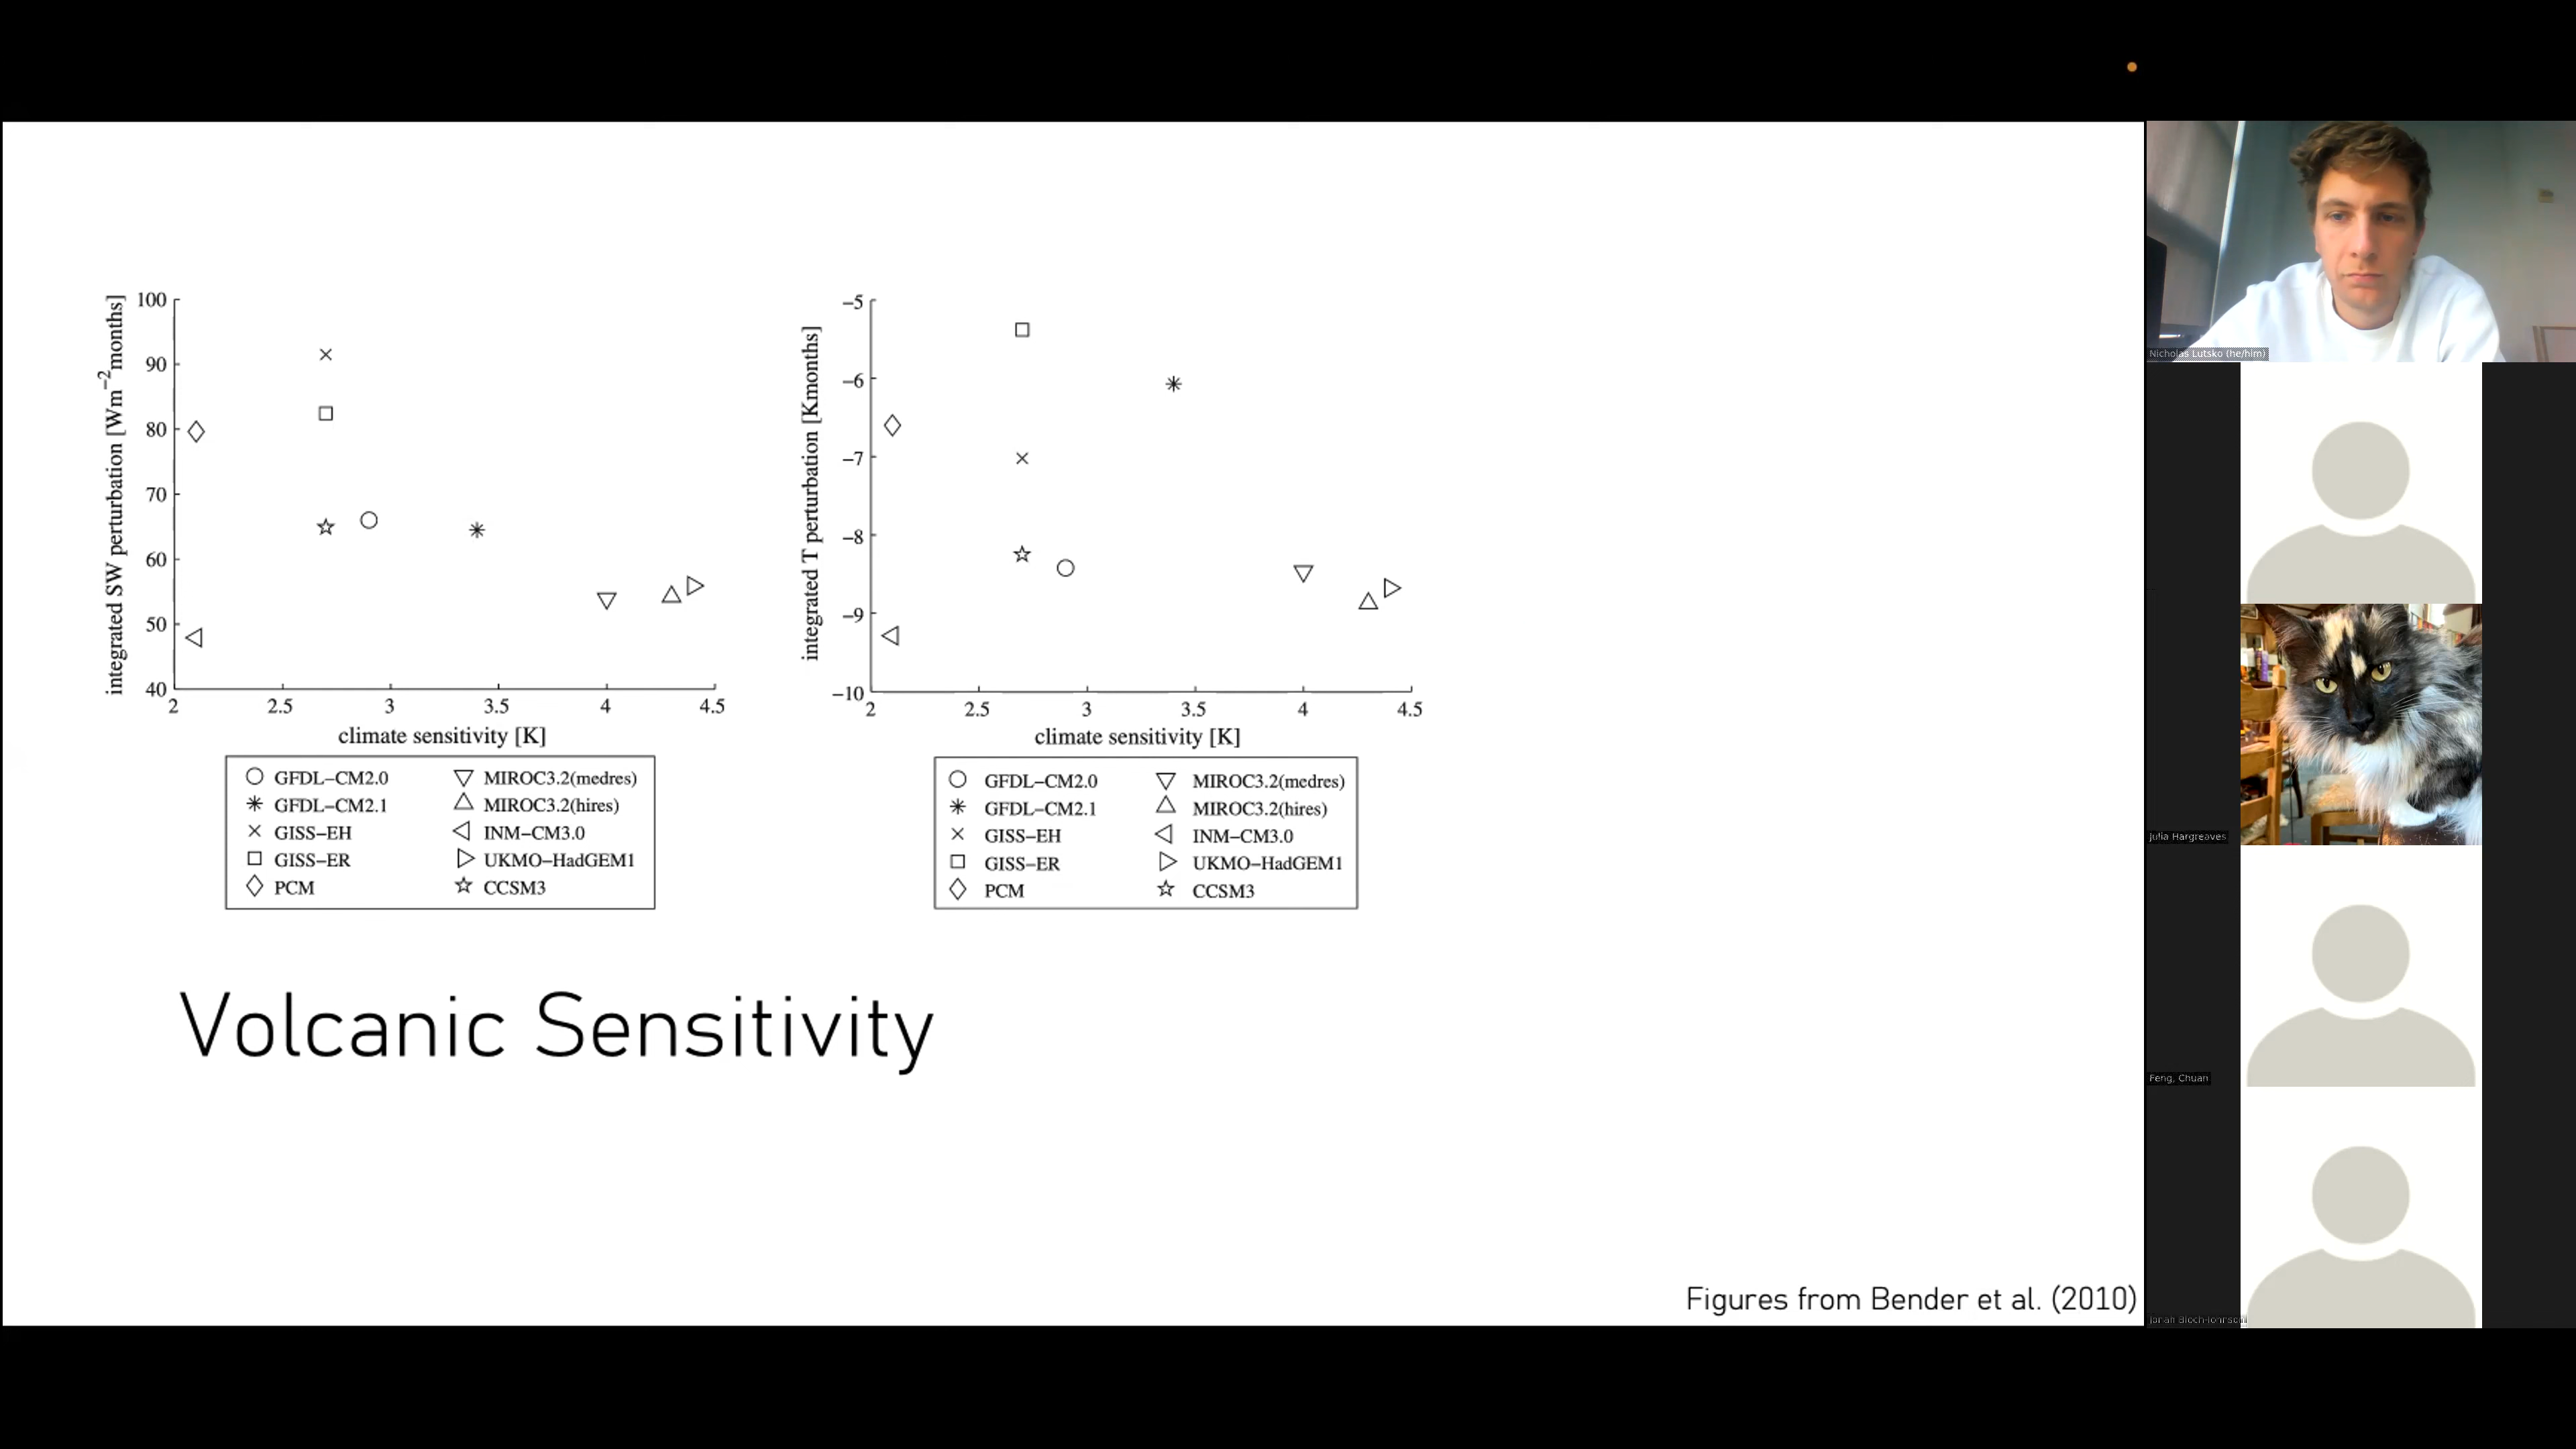 integrated SW perturbation [Wm−2months]
100
90
80
70
60
50
40
2 2.5 3 3.5 4 4.5
climate sensitivity [K]
GFDL−CM2.0 MIROC3.2(medres)
GFDL−CM2.1 MIROC3.2(hires)
GISS−EH INM−CM3.0
GISS−ER UKMO−HadGEM1
PCM CCSM3
integrated T perturbation [Kmonths]
−5
−6
−7
−8
−9
−10
2 2.5 3 3.5 4 4.5
climate sensitivity [K]
GFDL−CM2.0 MIROC3.2(medres)
GFDL−CM2.1 MIROC3.2(hires)
GISS−EH INM−CM3.0
GISS−ER UKMO−HadGEM1
PCM CCSM3
Volcanic Sensitivity
Figures from Bender et al. (2010)
Nicholas Lutsko (he/him)
Julia Hargreaves
Feng, Chuan
Jonah